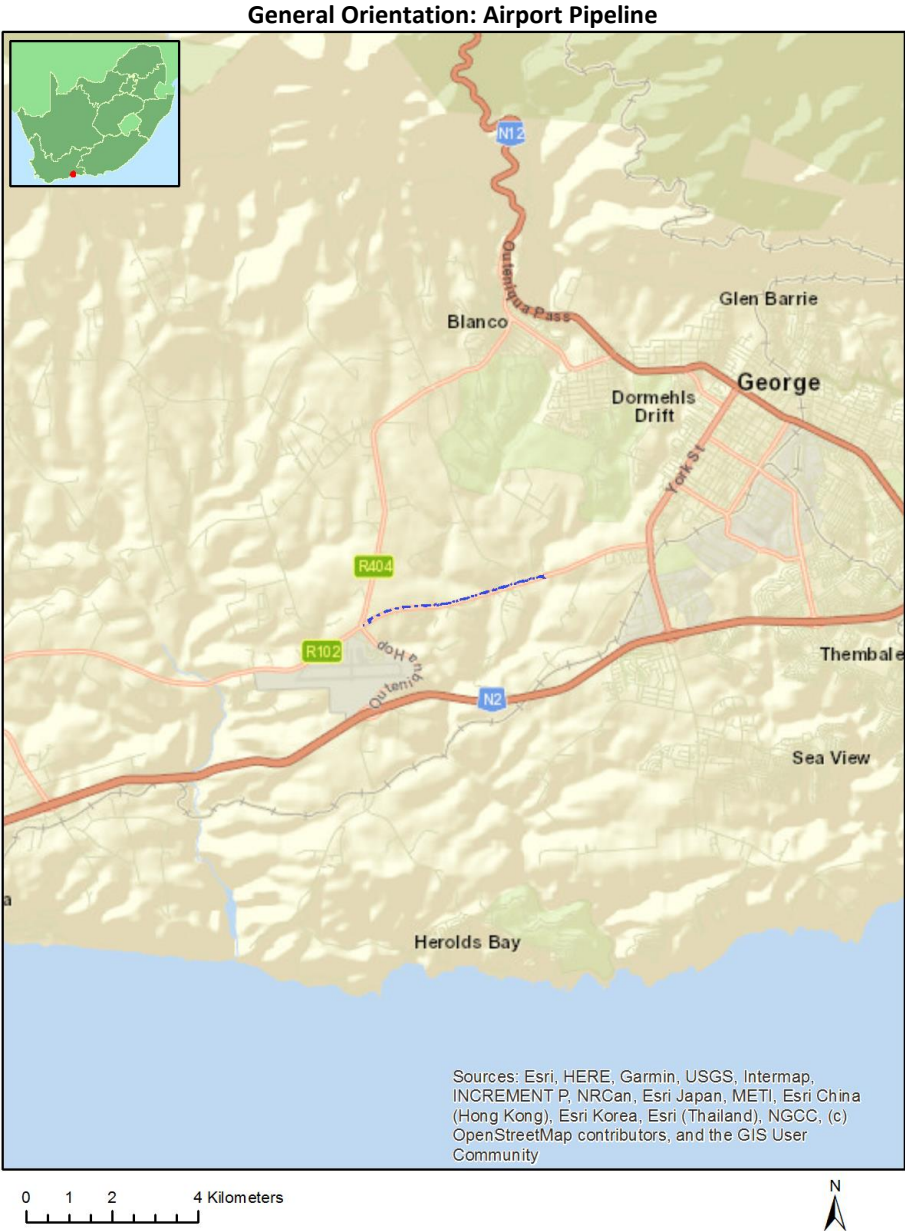 General Orientation: Airport Pipeline
N12
Outeniqua Pass
Glen Barrie
Blanco
George
Dormehls
Drift
York St
R404
R102
Outeniqua Hop
N2
Thembale
Sea View
a
Herolds Bay
Sources: Esri, HERE, Garmin, USGS, Intermap,
INCREMENT P, NRCan, Esri Japan, METI, Esri China
(Hong Kong), Esri Korea, Esri (Thailand), NGCC, (c)
OpenStreetMap contributors, and the GIS User
Community
0 1 2 4 Kilometers
N